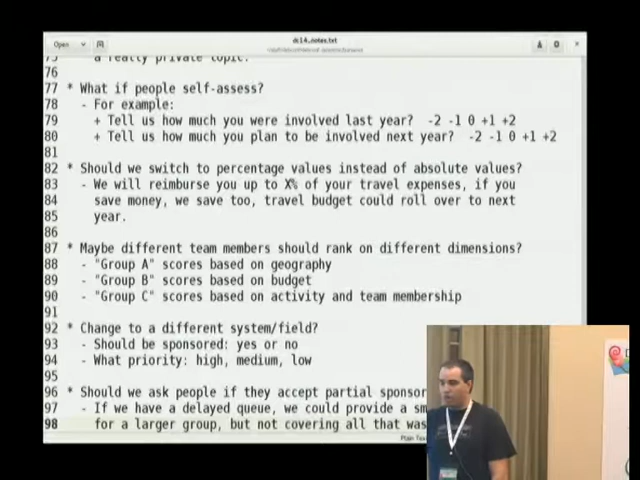 Open
dc14_notes.txt
75 a really private topic.
76
77 * What if people self-assess?
78 - For example:
79 + Tell us how much you were involved last year? -2 -1 0 +1 +2
80 + Tell us how much you plan to be involved next year? -2 -1 0 +1 +2
81
82 * Should we switch to percentage values instead of absolute values?
83 - We will reimburse you up to X% of your travel expenses, if you
84 save money, we save too, travel budget could roll over to next
85 year.
86
87 * Maybe different team members should rank on different dimensions?
88 - "Group A" scores based on geography
89 - "Group B" scores based on budget
90 - "Group C" scores based on activity and team membership
91
92 * Change to a different system/field?
93 - Should be sponsored: yes or no
94 - What priority: high, medium, low
95
96 * Should we ask people if they accept partial sponsor
97 - If we have a delayed queue, we could provide a sm
98 for a larger group, but not covering all that was
Plain Tex